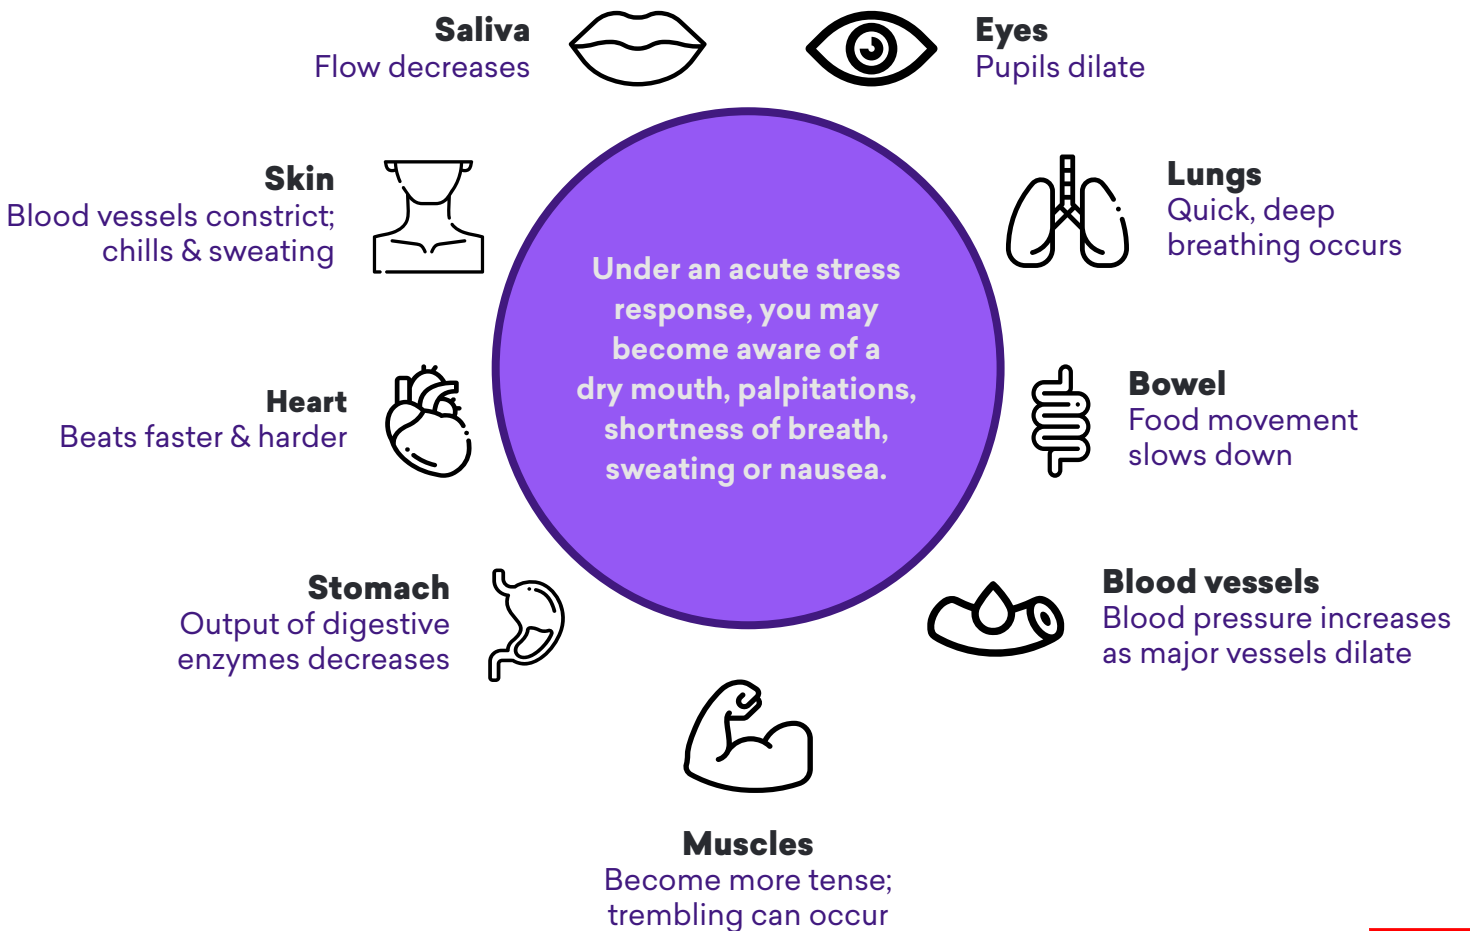 Saliva
Flow decreases
Eyes
Pupils dilate
Skin
Blood vessels constrict;
chills & sweating
Lungs
Quick, deep
breathing occurs
Under an acute stress
response, you may
become aware of a
dry mouth, palpitations,
shortness of breath,
sweating or nausea.
Heart
Beats faster & harder
Bowel
Food movement
slows down
Stomach
Output of digestive
enzymes decreases
Blood vessels
Blood pressure increases
as major vessels dilate
Muscles
Become more tense;
trembling can occur